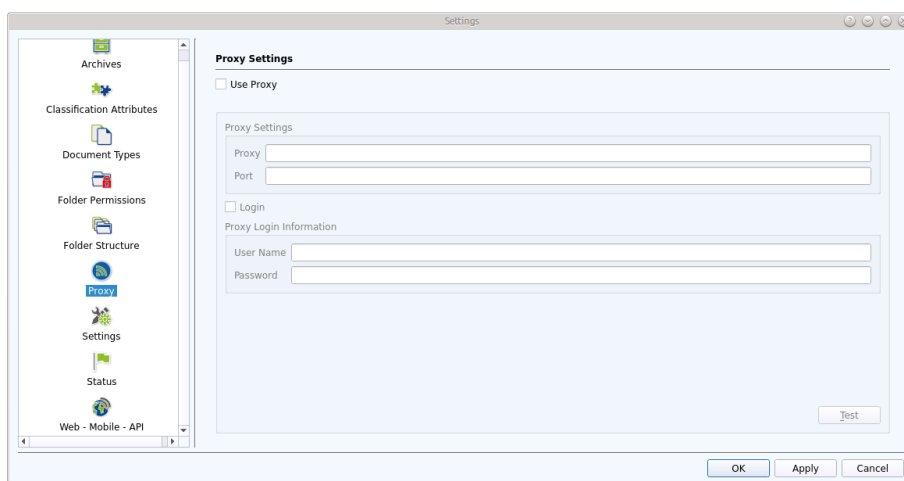 Settings
Archives
Classification Attributes
Document Types
Folder Permissions
Folder Structure
Proxy
Settings
Status
Web - Mobile - API
Proxy Settings
Use Proxy
Proxy Settings
Proxy
Port
Login
Proxy Login Information
User Name
Password
Test
OK
Apply
Cancel